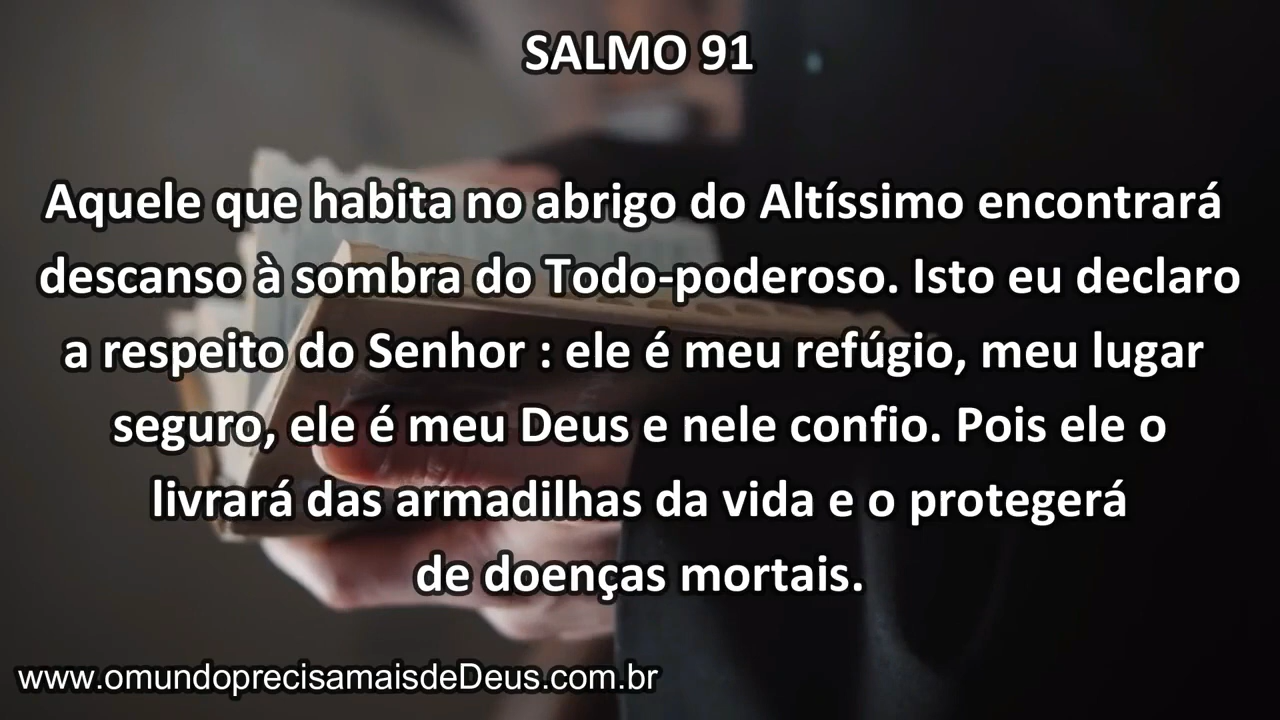 SALMO 91
Aquele que habita no abrigo do Altíssimo encontrará
descanso à sombra do Todo-poderoso. Isto eu declaro
a respeito do Senhor : ele é meu refúgio, meu lugar
seguro, ele é meu Deus e nele confio. Pois ele o
livrará das armadilhas da vida e o protegerá
de doenças mortais.
www.omundoprecisamaisdeDeus.com.br